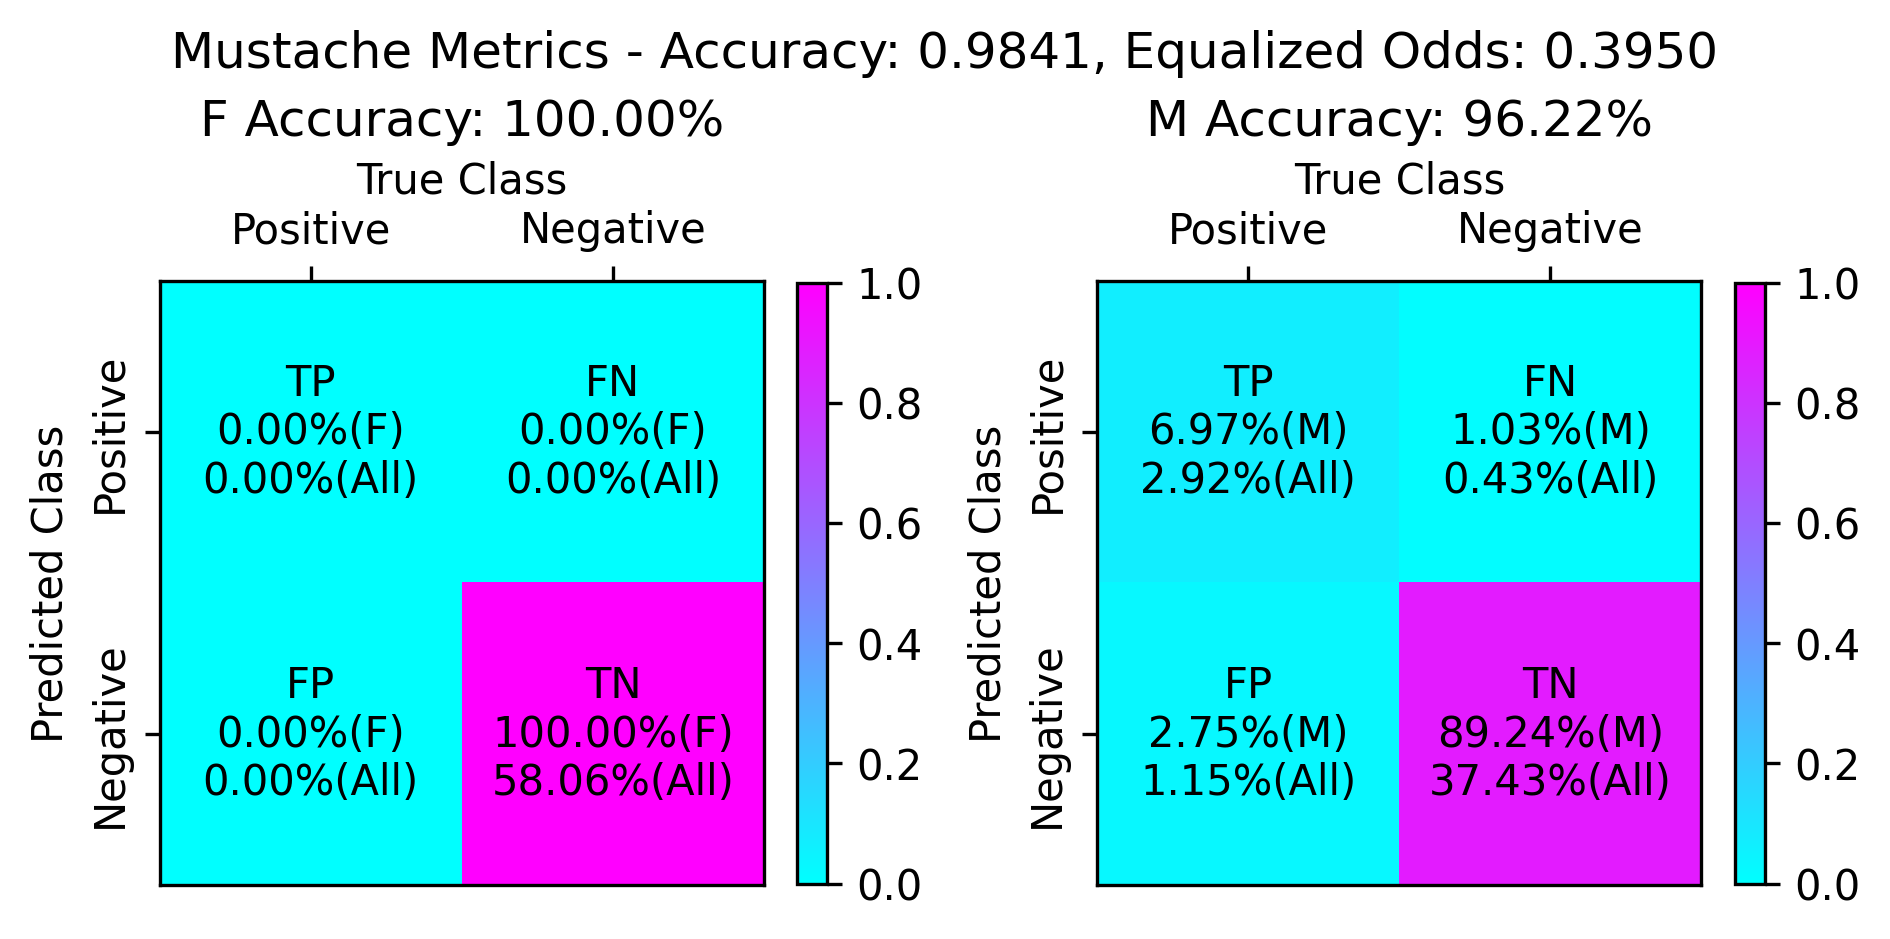 Mustache Metrics - Accuracy: 0.9841, Equalized Odds: 0.3950
F Accuracy: 100.00%
True Class
Positive Negative
Predicted Class
Positive
Negative
TP
0.00%(F)
0.00%(All)
FN
0.00%(F)
0.00%(All)
FP
0.00%(F)
0.00%(All)
TN
100.00%(F)
58.06%(All)
1.0
0.8
0.6
0.4
0.2
0.0
M Accuracy: 96.22%
True Class
Positive Negative
Predicted Class
Positive
Negative
TP
6.97%(M)
2.92%(All)
FN
1.03%(M)
0.43%(All)
FP
2.75%(M)
1.15%(All)
TN
89.24%(M)
37.43%(All)
1.0
0.8
0.6
0.4
0.2
0.0